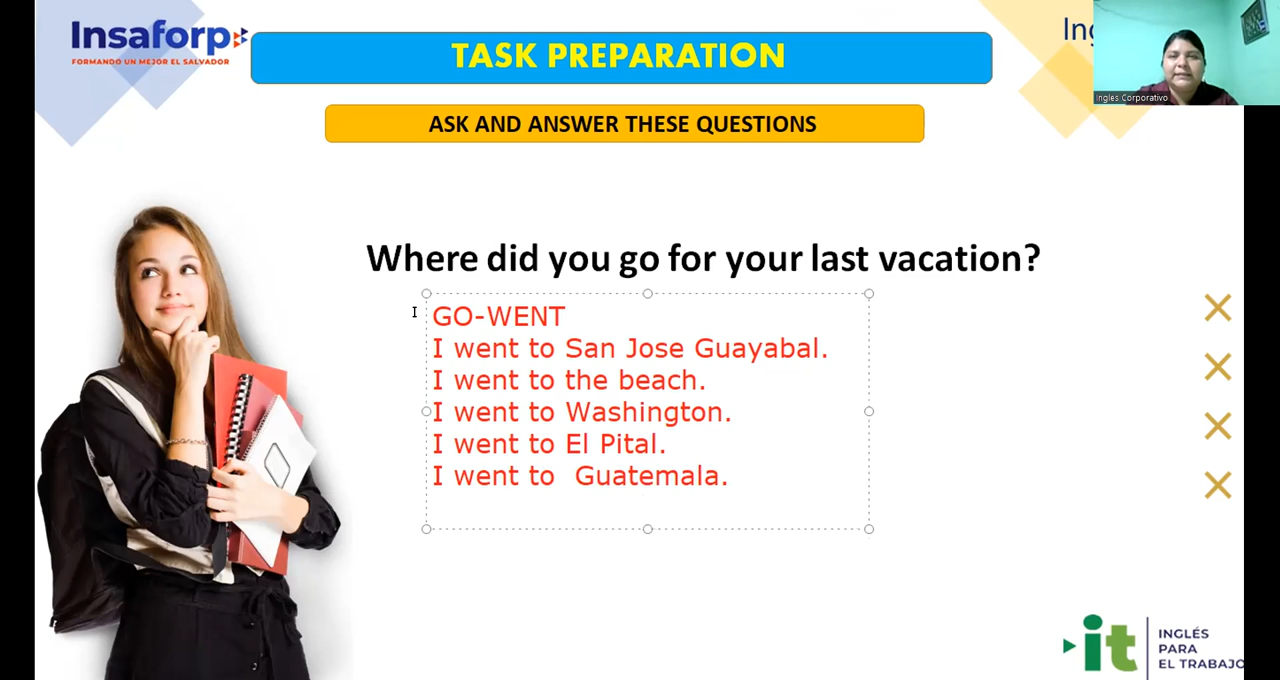 Insaforp
FORMANDO UN MEJOR EL SALVADOR
TASK PREPARATION
Ingles Corporativo
ASK AND ANSWER THESE QUESTIONS
Where did you go for your last vacation?
GO-WENT
I went to San Jose Guayabal.
I went to the beach.
I went to Washington.
I went to El Pital.
I went to Guatemala.
it
INGLÉS
PARA
EL TRABAJO